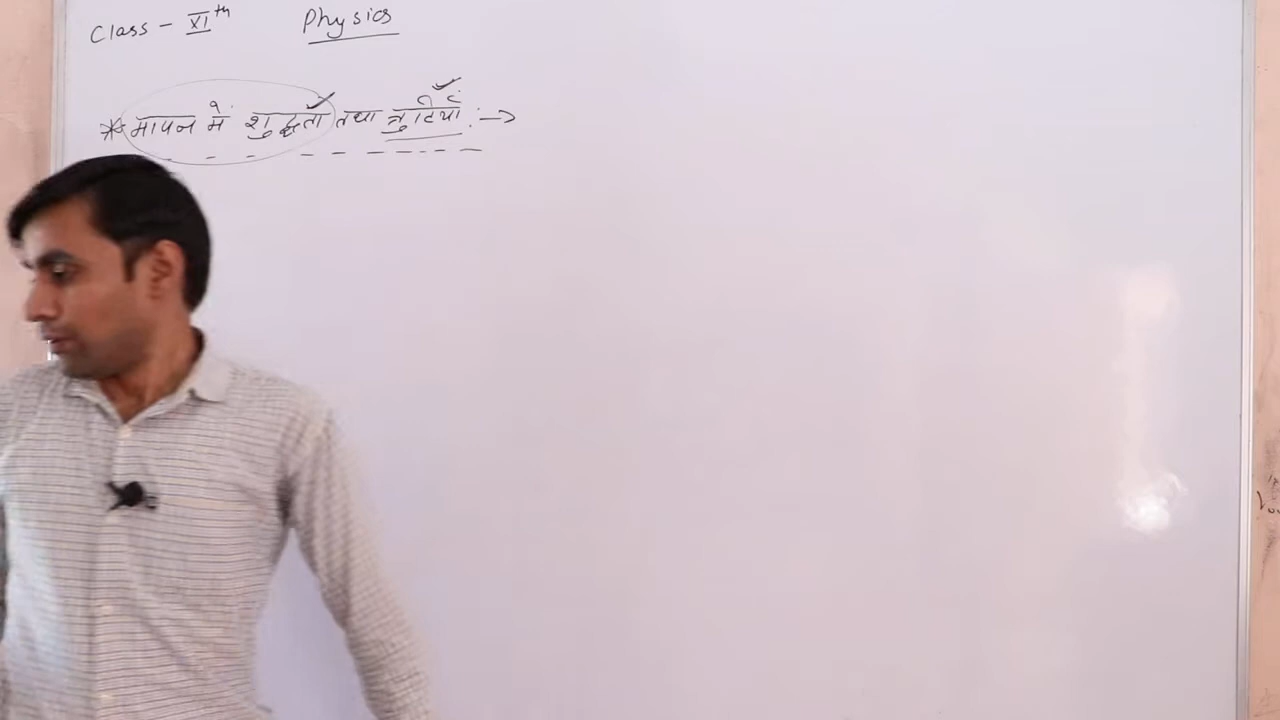 Class - XIth Physics
* मापन में शुद्धता तथा त्रुटियाँ :->